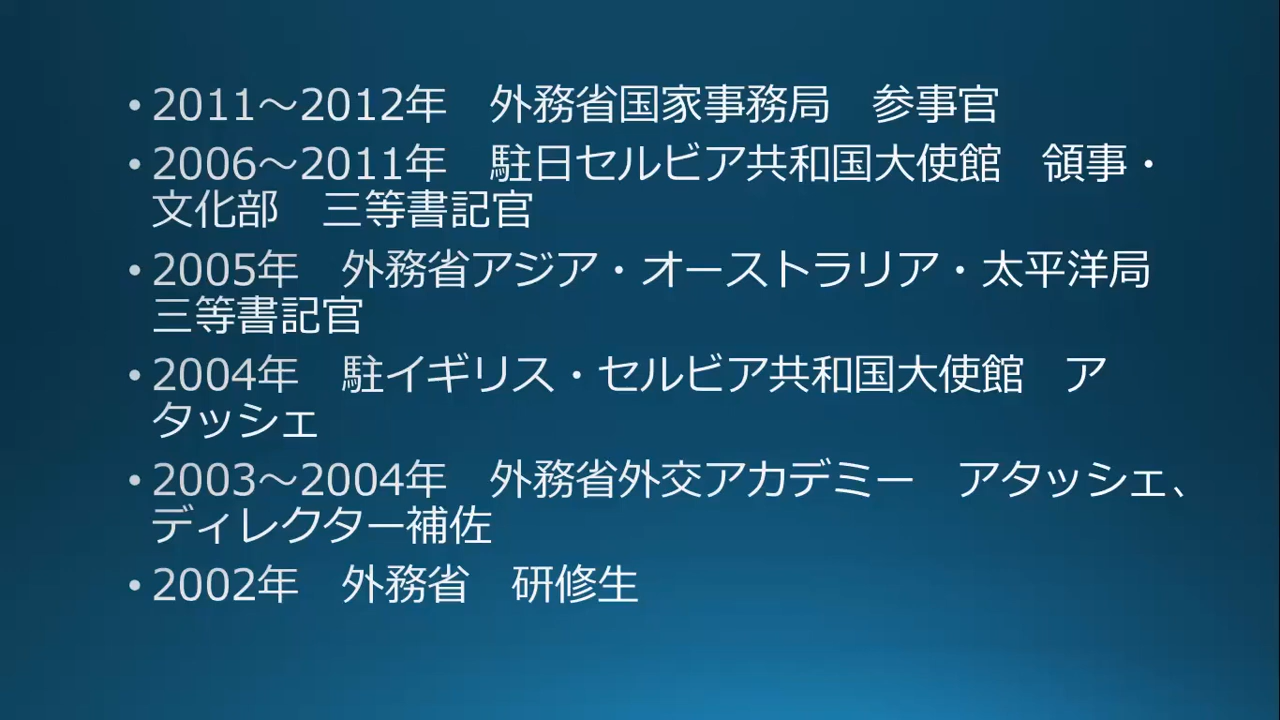 • 2011～2012年　外務省国家事務局　参事官
• 2006～2011年　駐日セルビア共和国大使館　領事・
文化部　三等書記官
• 2005年　外務省アジア・オーストラリア・太平洋局
三等書記官
• 2004年　駐イギリス・セルビア共和国大使館　ア
タッシェ
• 2003～2004年　外務省外交アカデミー　アタッシェ、
ディレクター補佐
• 2002年　外務省　研修生